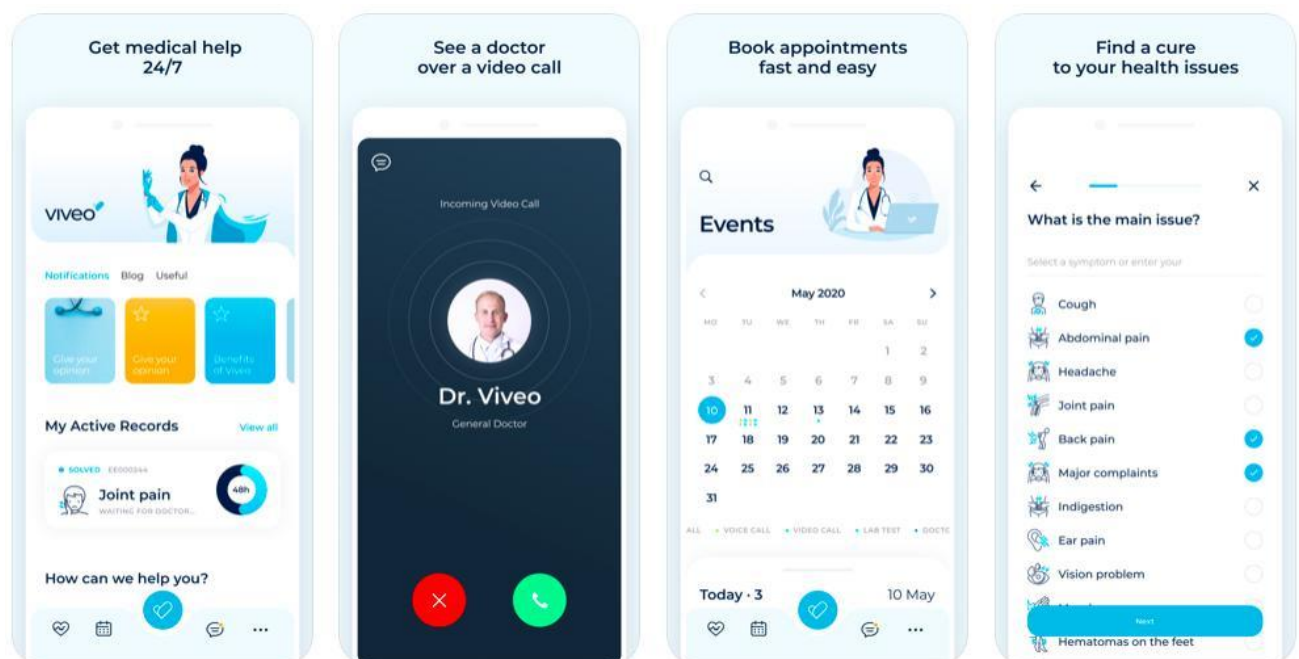 Get medical help
24/7
viveo
Notifications Blog Useful
Give your
opinion
Give your
opinion
Benefits
of Viveo
My Active Records View all
SOLVED EE000244
48h
Joint pain
WAITING FOR DOCTOR...
How can we help you?
See a doctor
over a video call
Incoming Video Call
Dr. Viveo
General Doctor
Book appointments
fast and easy
Events
May 2020
MO TU WE TH FR SA SU
1 2
3 4 5 6 7 8 9
10 11 12 13 14 15 16
17 18 19 20 21 22 23
24 25 26 27 28 29 30
31
ALL VOICE CALL VIDEO CALL LAB TEST DOCTC
Today · 3 10 May
Find a cure
to your health issues
What is the main issue?
Select a symptom or enter your
Cough
Abdominal pain
Headache
Joint pain
Back pain
Major complaints
Indigestion
Ear pain
Vision problem
Next
Hematomas on the feet